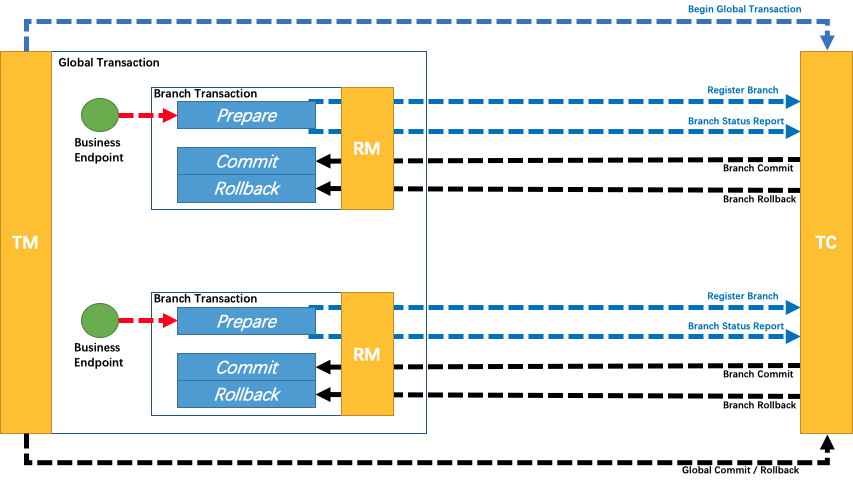 Begin Global Transaction
Global Transaction
Branch Transaction
Register Branch
Prepare
Branch Status Report
Business
Endpoint
RM
Commit
Branch Commit
Rollback
Branch Rollback
TM
TC
Branch Transaction
Register Branch
Prepare
Branch Status Report
Business
Endpoint
RM
Commit
Branch Commit
Rollback
Branch Rollback
Global Commit / Rollback